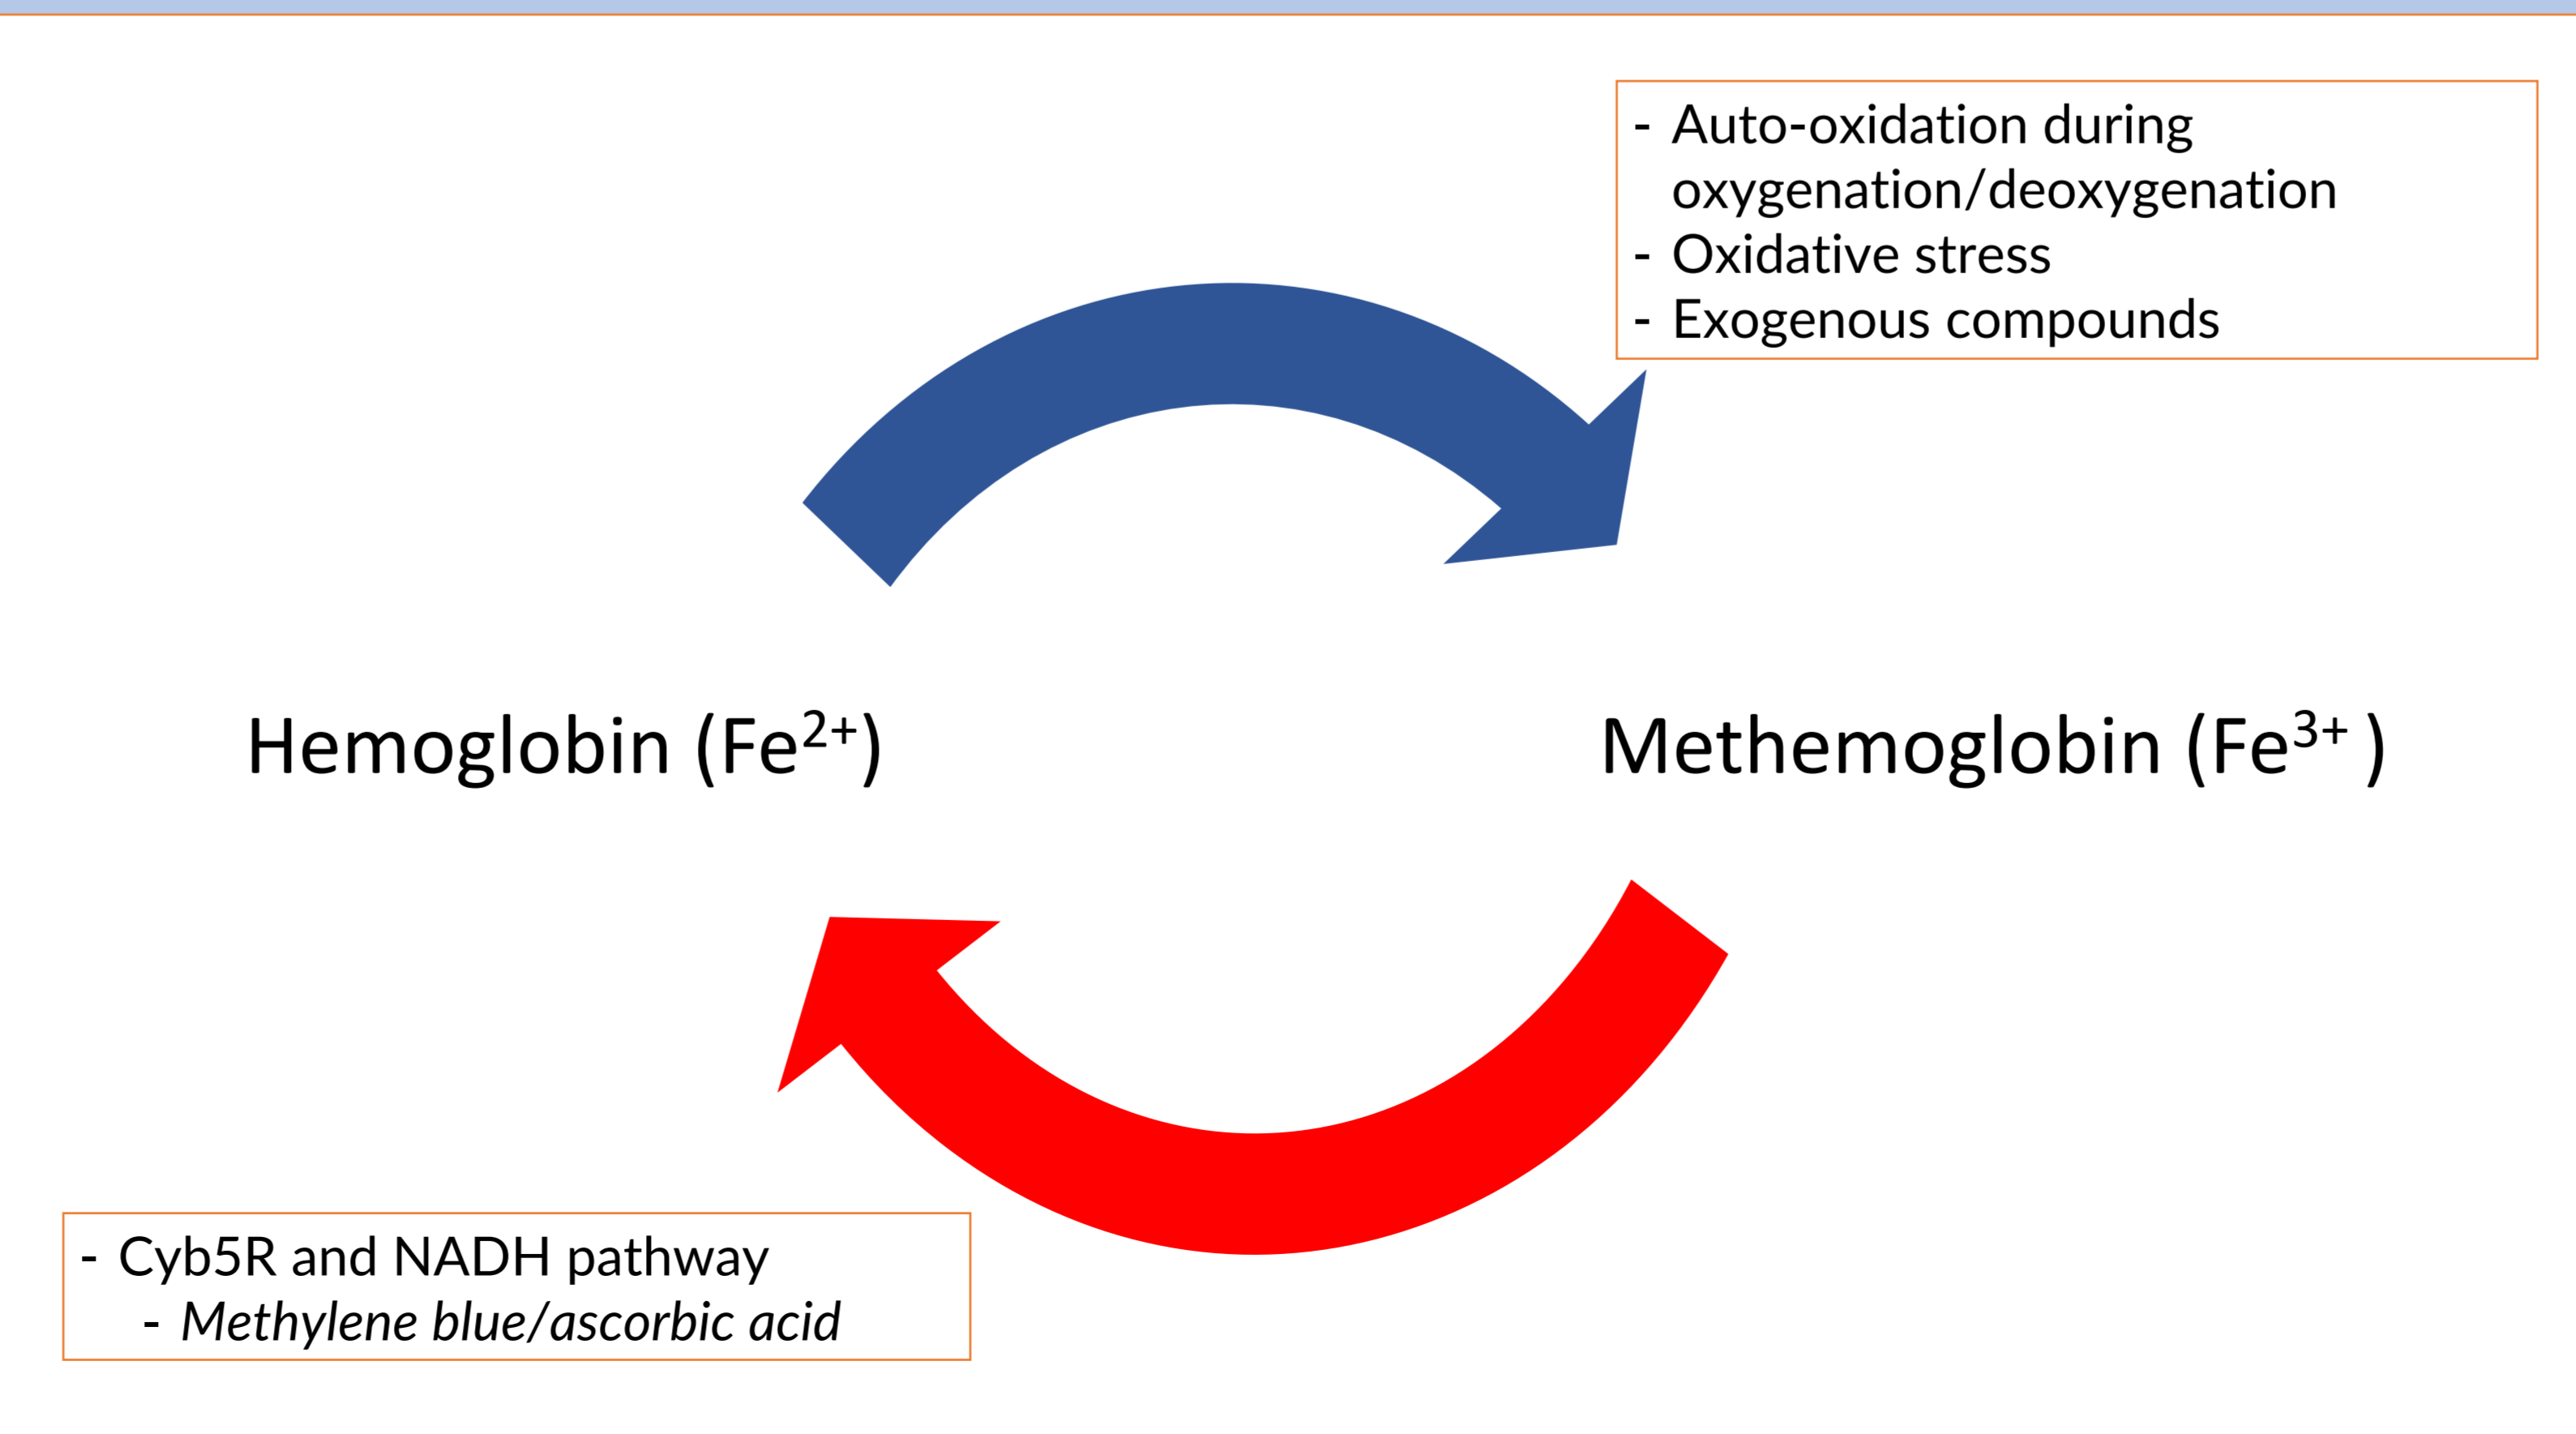 - Auto-oxidation during
oxygenation/deoxygenation
- Oxidative stress
- Exogenous compounds
Hemoglobin (Fe²⁺)
Methemoglobin (Fe³⁺ )
- Cyb5R and NADH pathway
- Methylene blue/ascorbic acid